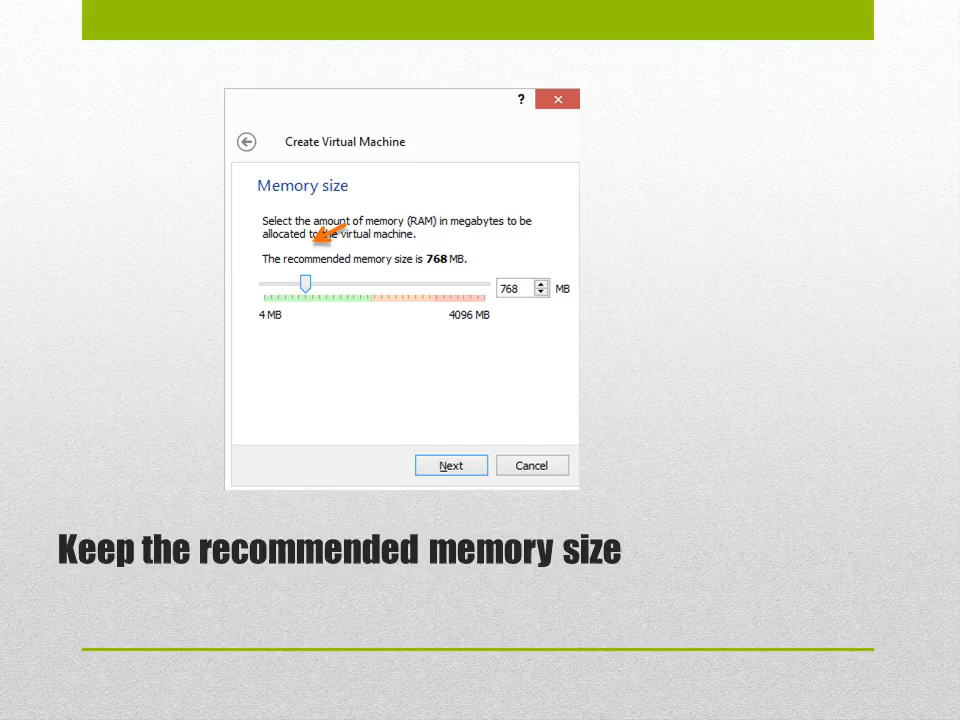 ?
Create Virtual Machine
Memory size
Select the amount of memory (RAM) in megabytes to be
allocated to the virtual machine.
The recommended memory size is 768 MB.
768 MB
4 MB 4096 MB
Next Cancel
Keep the recommended memory size